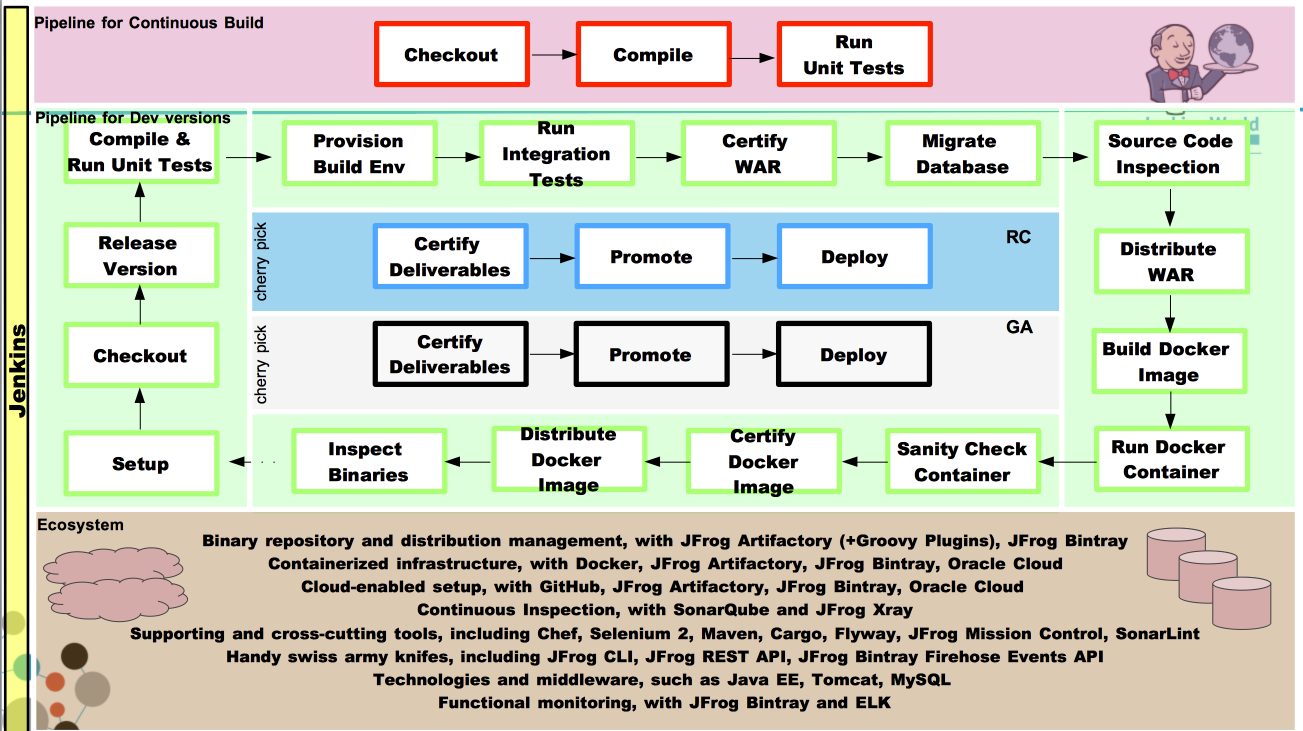 Pipeline for Continuous Build
Checkout
Compile
Run
Unit Tests
Jenkins
Pipeline for Dev versions
Compile &
Run Unit Tests
Provision
Build Env
Run
Integration
Tests
Certify
WAR
Migrate
Database
Source Code
Inspection
Release
Version
cherry pick
Certify
Deliverables
Promote
Deploy
RC
Distribute
WAR
Checkout
cherry pick
Certify
Deliverables
Promote
Deploy
GA
Build Docker
Image
Setup
Inspect
Binaries
Distribute
Docker
Image
Certify
Docker
Image
Sanity Check
Container
Run Docker
Container
Ecosystem
Binary repository and distribution management, with JFrog Artifactory (+Groovy Plugins), JFrog Bintray
Containerized infrastructure, with Docker, JFrog Artifactory, JFrog Bintray, Oracle Cloud
Cloud-enabled setup, with GitHub, JFrog Artifactory, JFrog Bintray, Oracle Cloud
Continuous Inspection, with SonarQube and JFrog Xray
Supporting and cross-cutting tools, including Chef, Selenium 2, Maven, Cargo, Flyway, JFrog Mission Control, SonarLint
Handy swiss army knifes, including JFrog CLI, JFrog REST API, JFrog Bintray Firehose Events API
Technologies and middleware, such as Java EE, Tomcat, MySQL
Functional monitoring, with JFrog Bintray and ELK